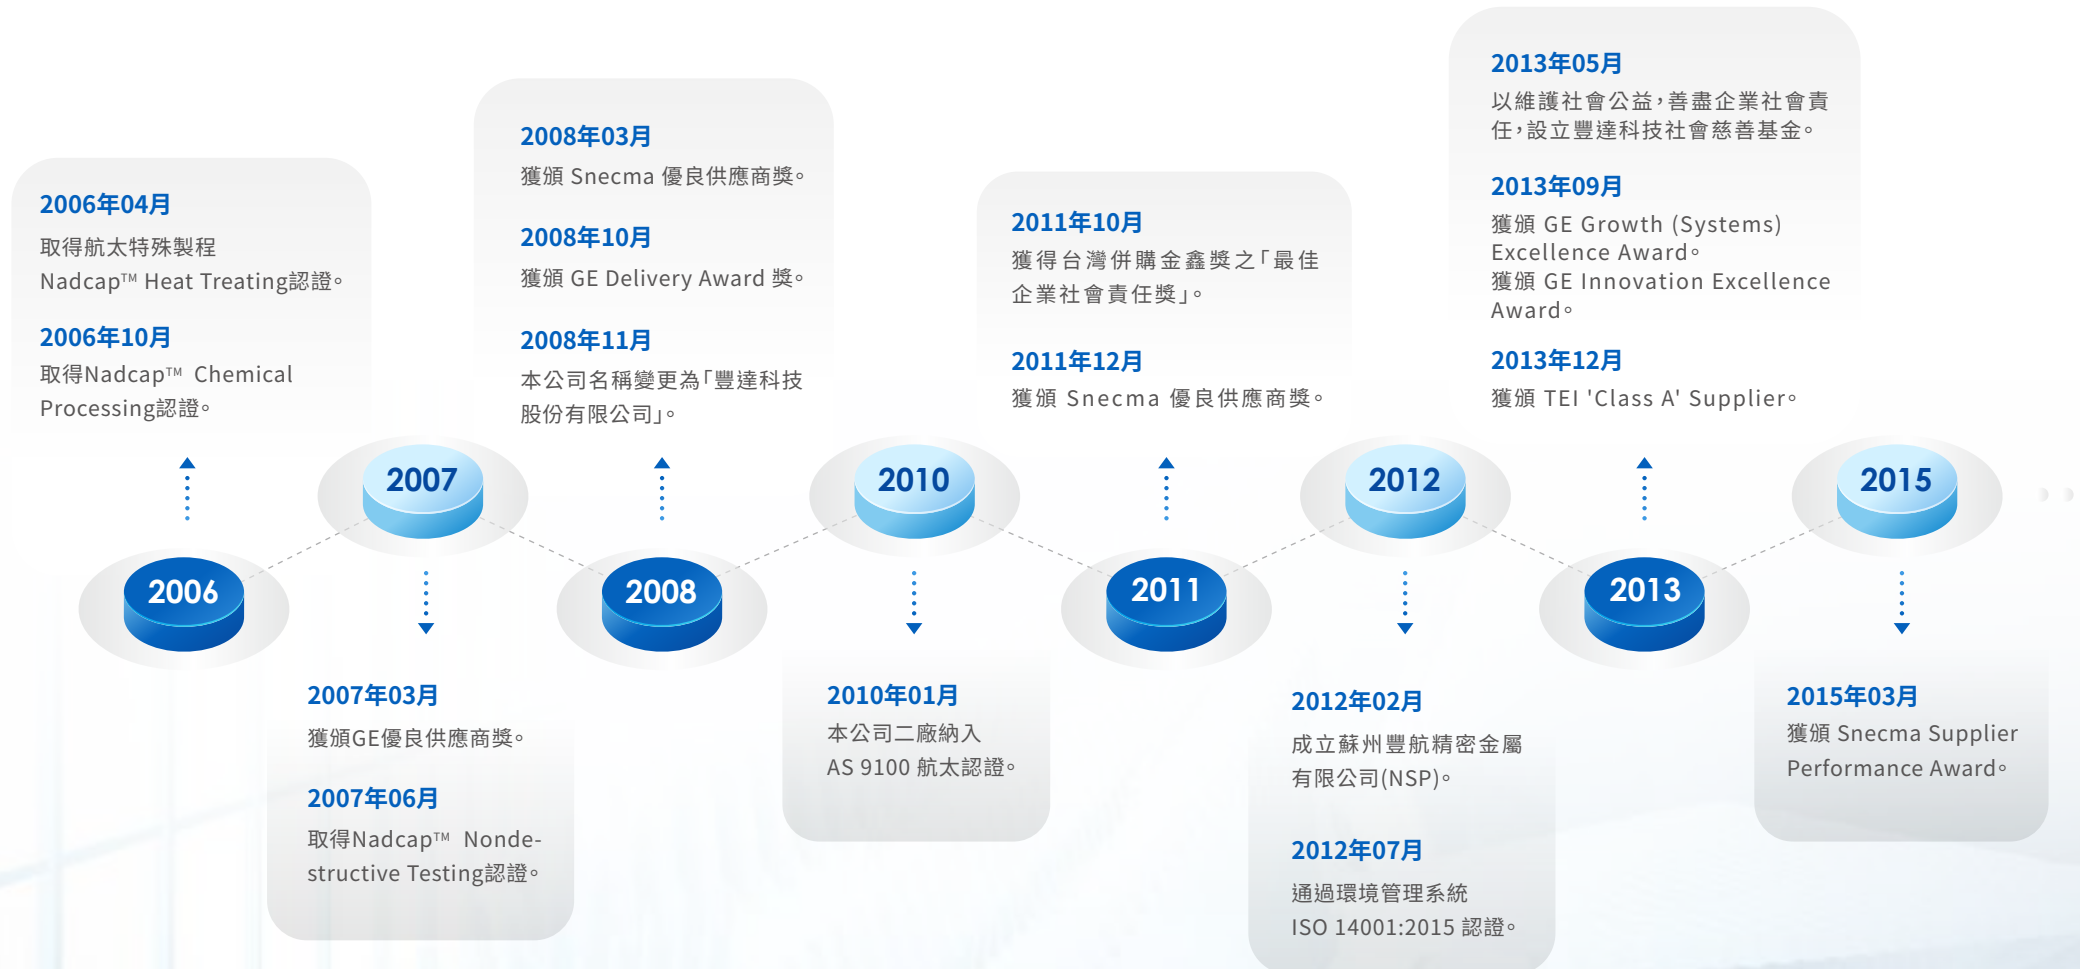 2006
2006年04月
取得航太特殊製程
Nadcap™ Heat Treating認證。
2006年10月
取得Nadcap™ Chemical
Processing認證。
2007
2007年03月
獲頒GE優良供應商獎。
2007年06月
取得Nadcap™ Nonde-
structive Testing認證。
2008
2008年03月
獲頒 Snecma 優良供應商獎。
2008年10月
獲頒 GE Delivery Award 獎。
2008年11月
本公司名稱變更為「豐達科技
股份有限公司」。
2010
2010年01月
本公司二廠納入
AS 9100 航太認證。
2011
2011年10月
獲得台灣併購金鑫獎之「最佳
企業社會責任獎」。
2011年12月
獲頒 Snecma 優良供應商獎。
2012
2012年02月
成立蘇州豐航精密金屬
有限公司(NSP)。
2012年07月
通過環境管理系統
ISO 14001:2015 認證。
2013
2013年05月
以維護社會公益,善盡企業社會責
任,設立豐達科技社會慈善基金。
2013年09月
獲頒 GE Growth (Systems)
Excellence Award。
獲頒 GE Innovation Excellence
Award。
2013年12月
獲頒 TEI 'Class A' Supplier。
2015
2015年03月
獲頒 Snecma Supplier
Performance Award。